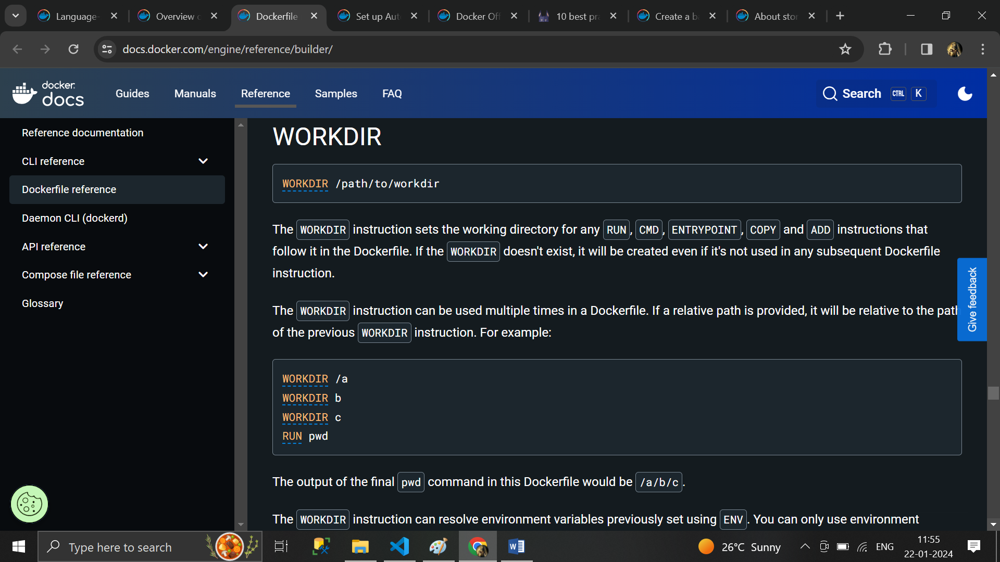 Language-
Overview
Dockerfile
Set up Aut
Docker Off
10 best pra
Create a ba
About stor
docs.docker.com/engine/reference/builder/
docker
docs
Guides Manuals Reference Samples FAQ
Search CTRL K
Reference documentation
CLI reference
Dockerfile reference
Daemon CLI (dockerd)
API reference
Compose file reference
Glossary
WORKDIR
WORKDIR /path/to/workdir
The WORKDIR instruction sets the working directory for any RUN, CMD, ENTRYPOINT, COPY and ADD instructions that
follow it in the Dockerfile. If the WORKDIR doesn't exist, it will be created even if it's not used in any subsequent Dockerfile
instruction.
The WORKDIR instruction can be used multiple times in a Dockerfile. If a relative path is provided, it will be relative to the path
of the previous WORKDIR instruction. For example:
WORKDIR /a
WORKDIR b
WORKDIR c
RUN pwd
The output of the final pwd command in this Dockerfile would be /a/b/c.
The WORKDIR instruction can resolve environment variables previously set using ENV. You can only use environment
Give feedback
Type here to search
26°C Sunny
ENG
11:55
22-01-2024